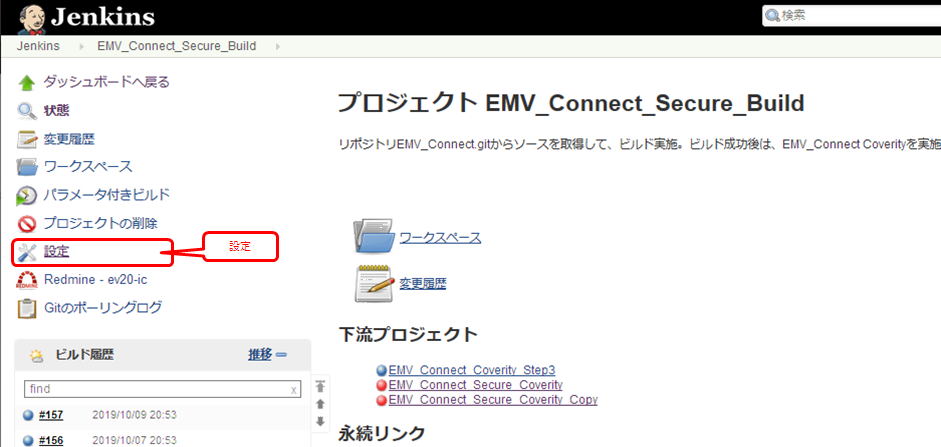 Jenkins
検索
Jenkins
EMV_Connect_Secure_Build
ダッシュボードへ戻る
状態
変更履歴
ワークスペース
パラメータ付きビルド
プロジェクトの削除
設定
設定
Redmine - ev20-ic
Gitのポーリングログ
ビルド履歴
推移
find
x
#157 2019/10/09 20:53
#156 2019/10/07 20:53
プロジェクト EMV_Connect_Secure_Build
リポジトリEMV_Connect.gitからソースを取得して、ビルド実施。ビルド成功後は、EMV_Connect Coverityを実施
ワークスペース
変更履歴
下流プロジェクト
EMV_Connect_Coverity_Step3
EMV_Connect_Secure_Coverity
EMV_Connect_Secure_Coverity_Copy
永続リンク